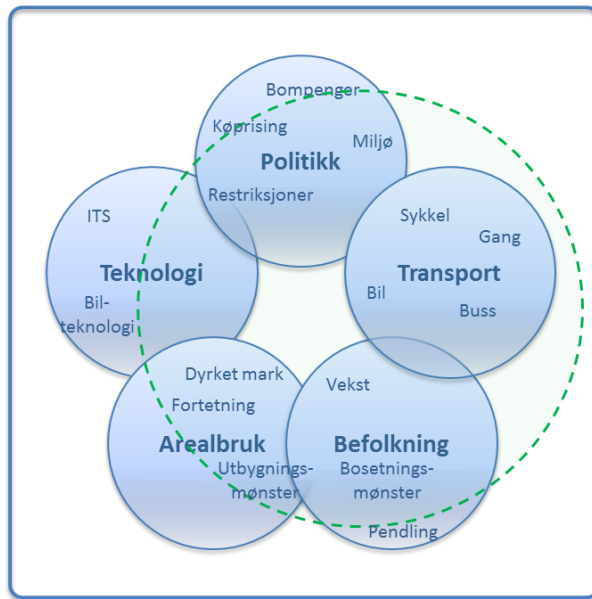 Bompenger
Køprising
Miljø
Politikk
Restriksjoner
ITS
Teknologi
Bil-
teknologi
Sykkel
Gang
Transport
Bil
Buss
Dyrket mark
Fortetning
Arealbruk
Utbygnings-
mønster
Vekst
Befolkning
Bosetnings-
mønster
Pendling